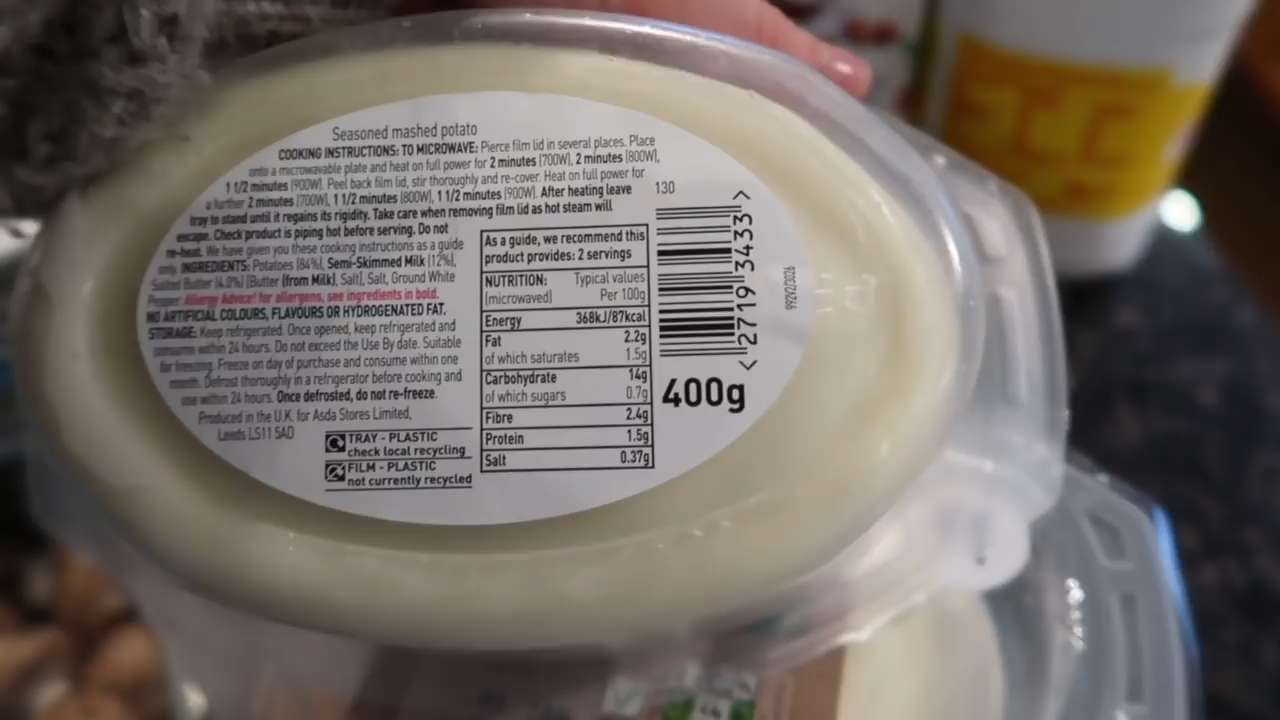 Seasoned mashed potato
COOKING INSTRUCTIONS: TO MICROWAVE: Pierce film lid in several places. Place
onto a microwavable plate and heat on full power for 2 minutes (700W), 2 minutes (800W),
1 1/2 minutes (900W). Peel back film lid, stir thoroughly and re-cover. Heat on full power for
a further 2 minutes (700W), 1 1/2 minutes (800W), 1 1/2 minutes (900W). After heating leave
tray to stand until it regains its rigidity. Take care when removing film lid as hot steam will
escape. Check product is piping hot before serving. Do not
re-heat. We have given you these cooking instructions as a guide
only. INGREDIENTS: Potatoes (84%), Semi-Skimmed Milk (12%),
Salted Butter (4.0%) (Butter (from Milk), Salt), Salt, Ground White
Pepper. Allergy Advice! for allergens, see ingredients in bold.
NO ARTIFICIAL COLOURS, FLAVOURS OR HYDROGENATED FAT.
STORAGE: Keep refrigerated. Once opened, keep refrigerated and
consume within 24 hours. Do not exceed the Use By date. Suitable
for freezing. Freeze on day of purchase and consume within one
month. Defrost thoroughly in a refrigerator before cooking and
use within 24 hours. Once defrosted, do not re-freeze.
Produced in the U.K. for Asda Stores Limited,
Leeds LS11 5AD
TRAY - PLASTIC
check local recycling
FILM - PLASTIC
not currently recycled
As a guide, we recommend this
product provides: 2 servings
NUTRITION: Typical values
(microwaved) Per 100g
Energy 368kJ/87kcal
Fat 2.2g
of which saturates 1.5g
Carbohydrate 14g
of which sugars 0.7g
Fibre 2.4g
Protein 1.5g
Salt 0.37g
130
< 2719 3433 >
400g